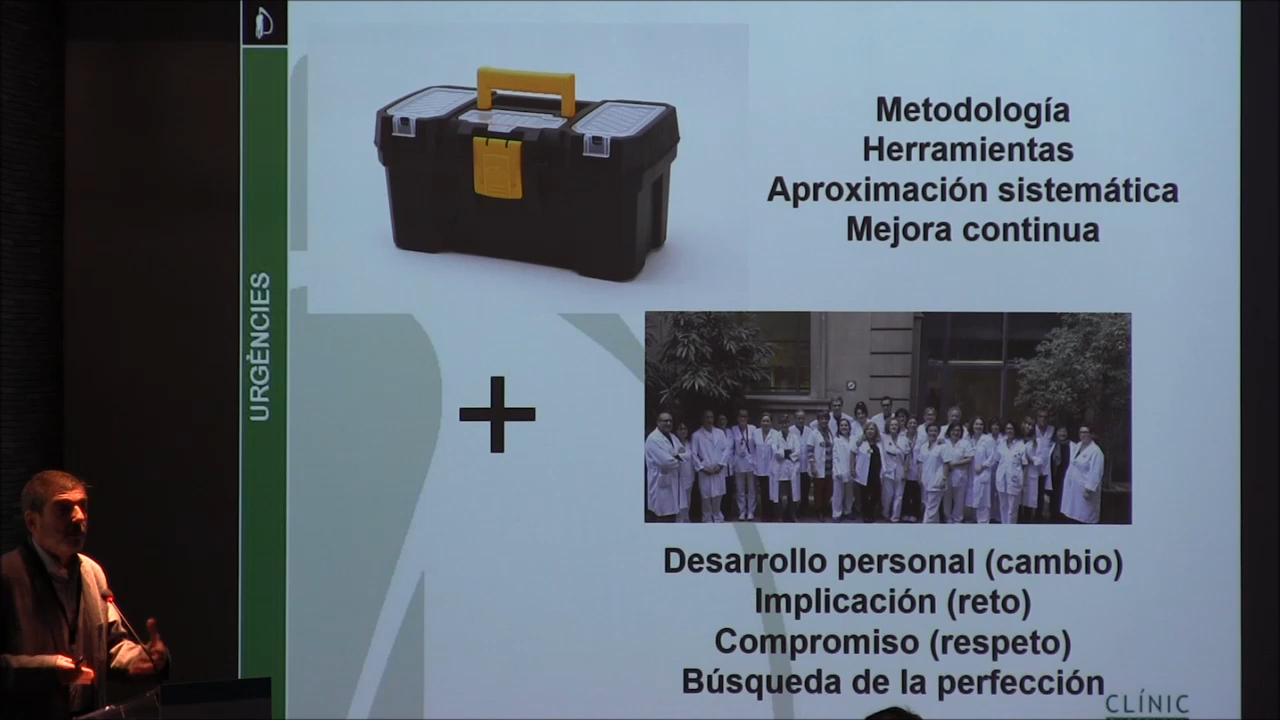 URGÈNCIES
Metodología
Herramientas
Aproximación sistemática
Mejora continua
+
Desarrollo personal (cambio)
Implicación (reto)
Compromiso (respeto)
Búsqueda de la perfección
CLÍNIC